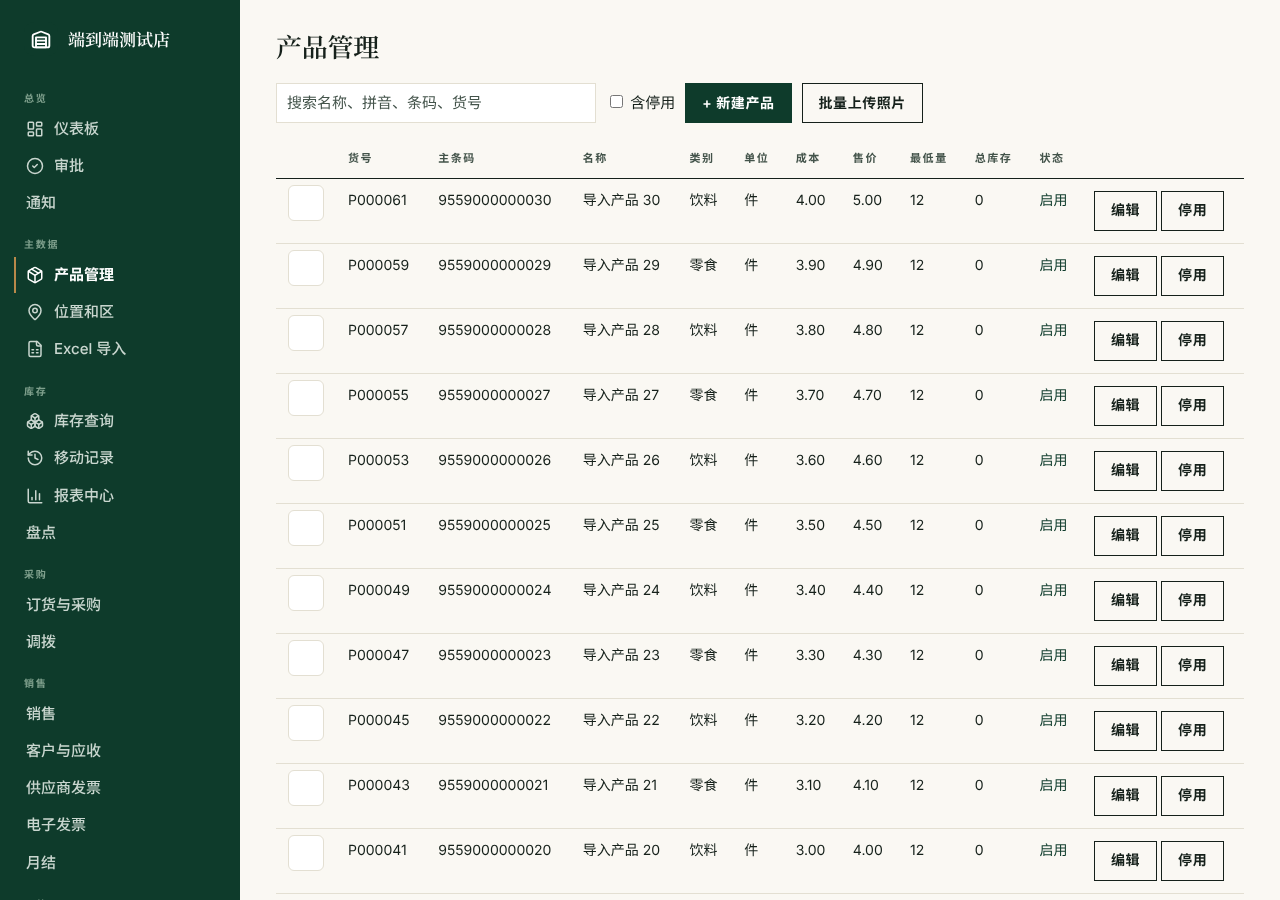 端到端测试店
总览
仪表板
审批
通知
主数据
产品管理
位置和区
Excel 导入
库存
库存查询
移动记录
报表中心
盘点
采购
订货与采购
调拨
销售
销售
客户与应收
供应商发票
电子发票
月结
产品管理
搜索名称、拼音、条码、货号 含停用 + 新建产品 批量上传照片
货号 主条码 名称 类别 单位 成本 售价 最低量 总库存 状态
P000061 9559000000030 导入产品 30 饮料 件 4.00 5.00 12 0 启用 编辑 停用
P000059 9559000000029 导入产品 29 零食 件 3.90 4.90 12 0 启用 编辑 停用
P000057 9559000000028 导入产品 28 饮料 件 3.80 4.80 12 0 启用 编辑 停用
P000055 9559000000027 导入产品 27 零食 件 3.70 4.70 12 0 启用 编辑 停用
P000053 9559000000026 导入产品 26 饮料 件 3.60 4.60 12 0 启用 编辑 停用
P000051 9559000000025 导入产品 25 零食 件 3.50 4.50 12 0 启用 编辑 停用
P000049 9559000000024 导入产品 24 饮料 件 3.40 4.40 12 0 启用 编辑 停用
P000047 9559000000023 导入产品 23 零食 件 3.30 4.30 12 0 启用 编辑 停用
P000045 9559000000022 导入产品 22 饮料 件 3.20 4.20 12 0 启用 编辑 停用
P000043 9559000000021 导入产品 21 零食 件 3.10 4.10 12 0 启用 编辑 停用
P000041 9559000000020 导入产品 20 饮料 件 3.00 4.00 12 0 启用 编辑 停用